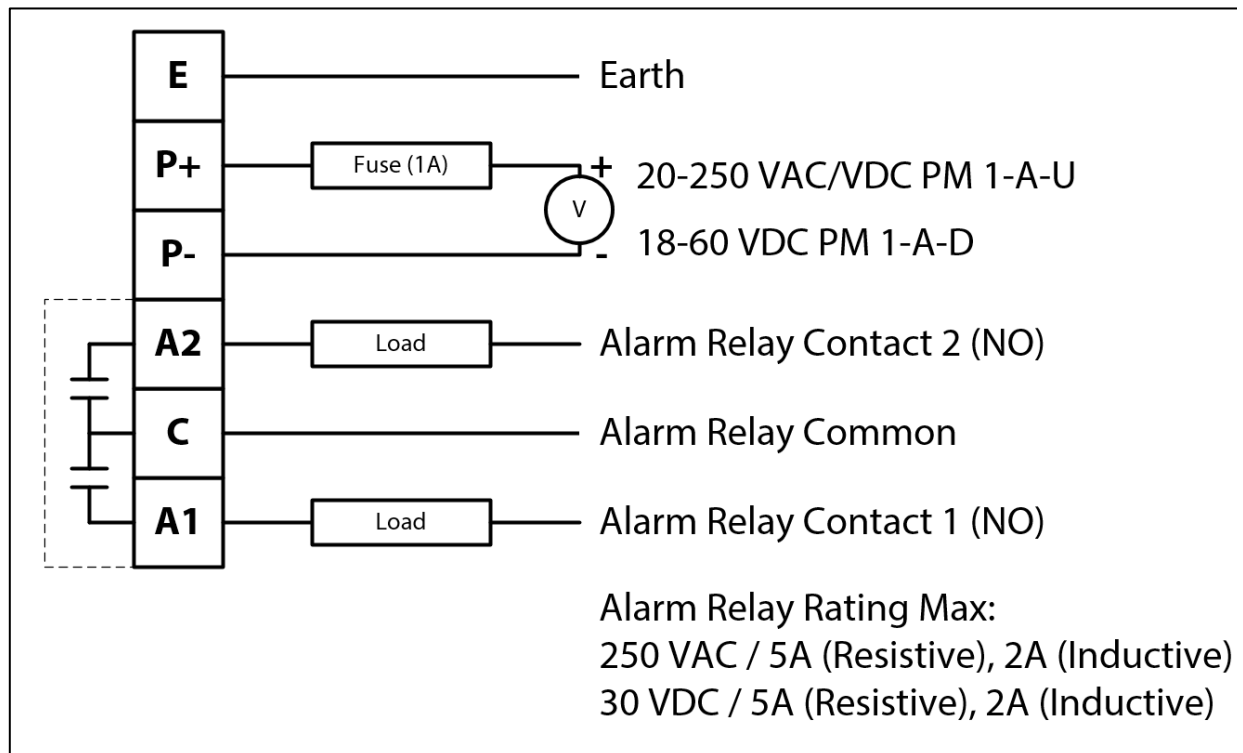 E
Earth
P+
Fuse (1A)
+
20-250 VAC/VDC PM 1-A-U
V
18-60 VDC PM 1-A-D
P-
-
A2
Load
Alarm Relay Contact 2 (NO)
C
Alarm Relay Common
A1
Load
Alarm Relay Contact 1 (NO)
Alarm Relay Rating Max:
250 VAC / 5A (Resistive), 2A (Inductive)
30 VDC / 5A (Resistive), 2A (Inductive)